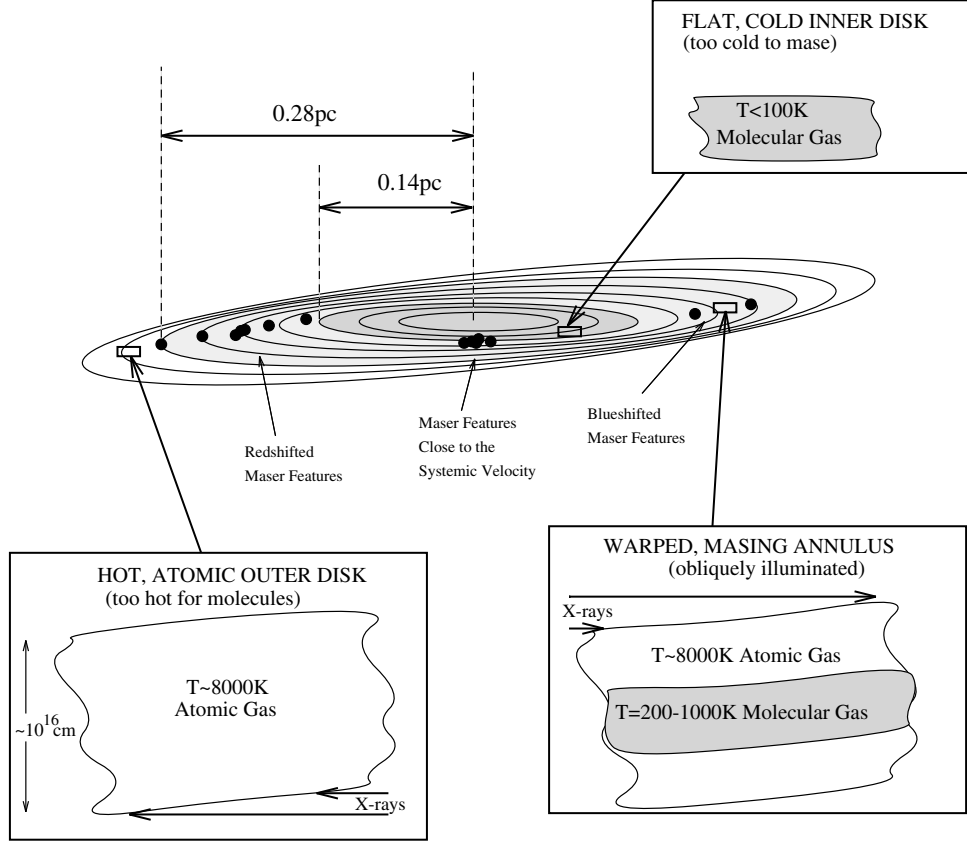 FLAT, COLD INNER DISK
(too cold to mase)
T<100K
Molecular Gas
0.28pc
0.14pc
Redshifted
Maser Features
Maser Features
Close to the
Systemic Velocity
Blueshifted
Maser Features
HOT, ATOMIC OUTER DISK
(too hot for molecules)
T~8000K
Atomic Gas
~10^16 cm
X-rays
WARPED, MASING ANNULUS
(obliquely illuminated)
X-rays
T~8000K Atomic Gas
T=200-1000K Molecular Gas